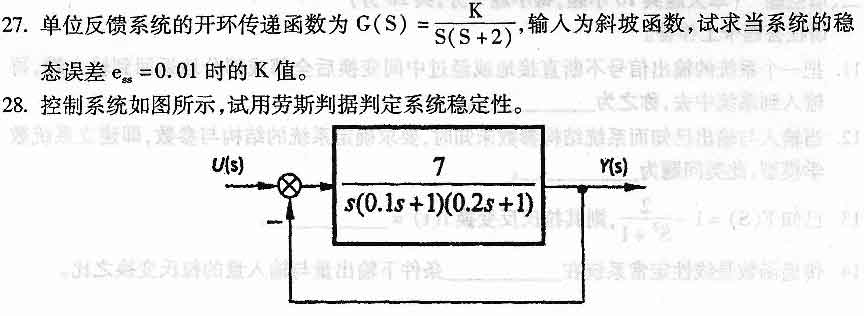 27. 单位反馈系统的开环传递函数为 G(S) = K / S(S+2) ,输入为斜坡函数,试求当系统的稳
态误差 e_ss = 0.01 时的 K 值。
28. 控制系统如图所示,试用劳斯判据判定系统稳定性。
U(s)
7 / s(0.1s+1)(0.2s+1)
Y(s)
−